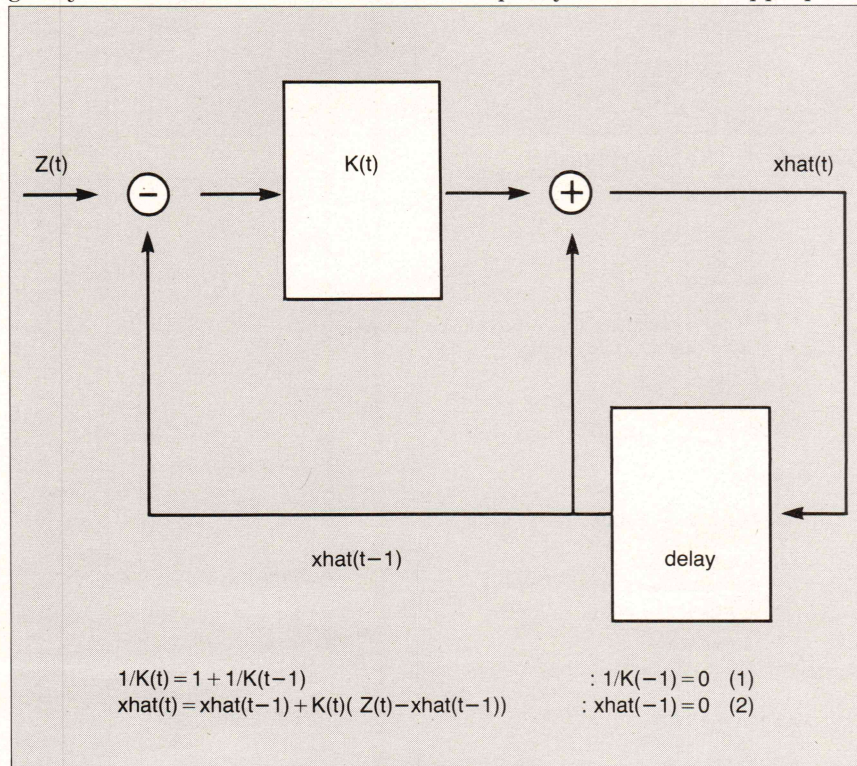 Z(t)
K(t)
xhat(t)
−
+
xhat(t−1)
delay
1/K(t)=1+1/K(t−1) : 1/K(−1)=0 (1)
xhat(t)=xhat(t−1)+K(t)( Z(t)−xhat(t−1)) : xhat(−1)=0 (2)